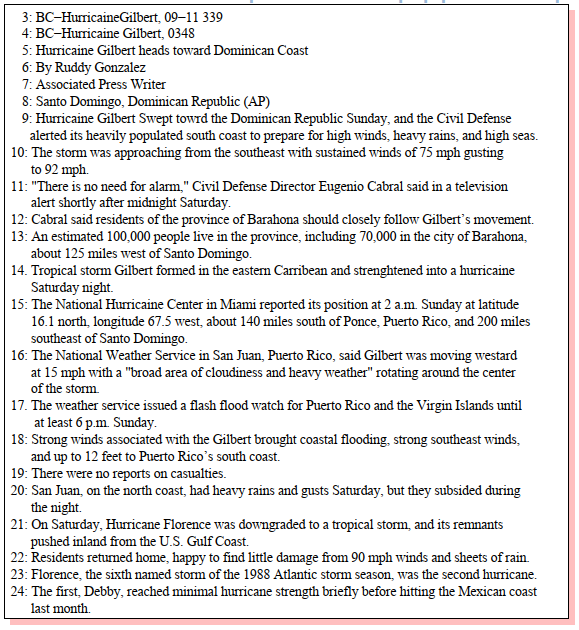 3: BC−HurricaineGilbert, 09−11 339
4: BC−Hurricaine Gilbert, 0348
5: Hurricaine Gilbert heads toward Dominican Coast
6: By Ruddy Gonzalez
7: Associated Press Writer
8: Santo Domingo, Dominican Republic (AP)
9: Hurricaine Gilbert Swept towrd the Dominican Republic Sunday, and the Civil Defense
alerted its heavily populated south coast to prepare for high winds, heavy rains, and high seas.
10: The storm was approaching from the southeast with sustained winds of 75 mph gusting
to 92 mph.
11: "There is no need for alarm," Civil Defense Director Eugenio Cabral said in a television
alert shortly after midnight Saturday.
12: Cabral said residents of the province of Barahona should closely follow Gilbert's movement.
13: An estimated 100,000 people live in the province, including 70,000 in the city of Barahona,
about 125 miles west of Santo Domingo.
14. Tropical storm Gilbert formed in the eastern Carribean and strenghtened into a hurricaine
Saturday night.
15: The National Hurricaine Center in Miami reported its position at 2 a.m. Sunday at latitude
16.1 north, longitude 67.5 west, about 140 miles south of Ponce, Puerto Rico, and 200 miles
southeast of Santo Domingo.
16: The National Weather Service in San Juan, Puerto Rico, said Gilbert was moving westard
at 15 mph with a "broad area of cloudiness and heavy weather" rotating around the center
of the storm.
17. The weather service issued a flash flood watch for Puerto Rico and the Virgin Islands until
at least 6 p.m. Sunday.
18: Strong winds associated with the Gilbert brought coastal flooding, strong southeast winds,
and up to 12 feet to Puerto Rico's south coast.
19: There were no reports on casualties.
20: San Juan, on the north coast, had heavy rains and gusts Saturday, but they subsided during
the night.
21: On Saturday, Hurricane Florence was downgraded to a tropical storm, and its remnants
pushed inland from the U.S. Gulf Coast.
22: Residents returned home, happy to find little damage from 90 mph winds and sheets of rain.
23: Florence, the sixth named storm of the 1988 Atlantic storm season, was the second hurricane.
24: The first, Debby, reached minimal hurricane strength briefly before hitting the Mexican coast
last month.